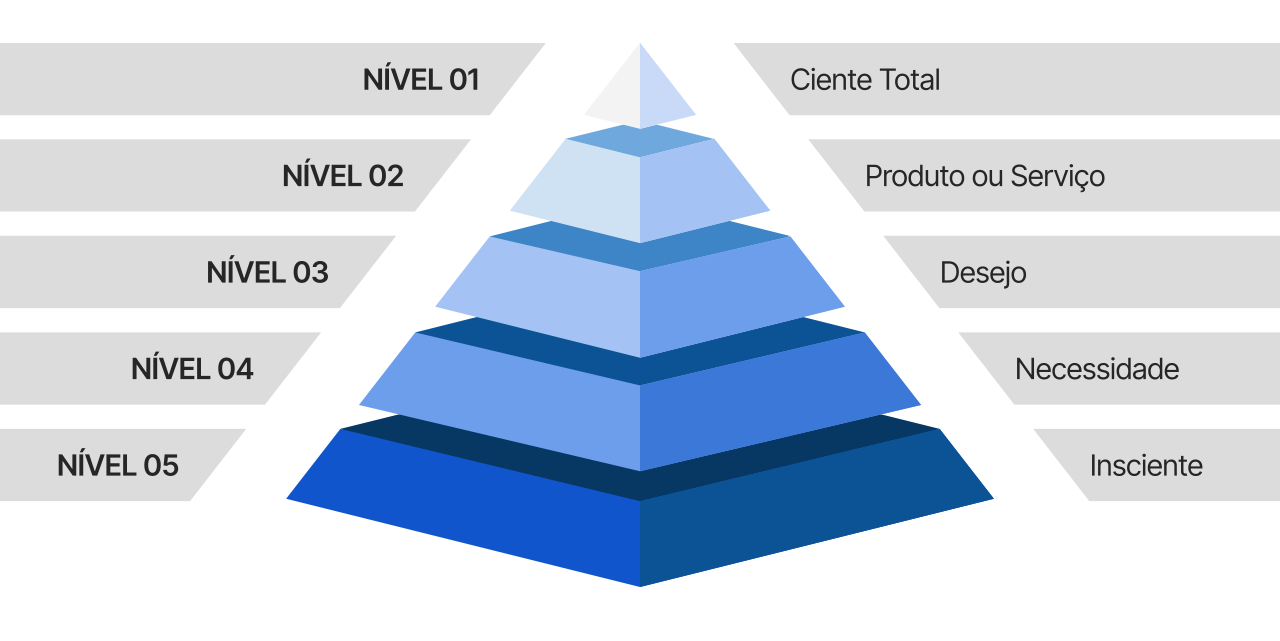 NÍVEL 01
Ciente Total
NÍVEL 02
Produto ou Serviço
NÍVEL 03
Desejo
NÍVEL 04
Necessidade
NÍVEL 05
Insciente